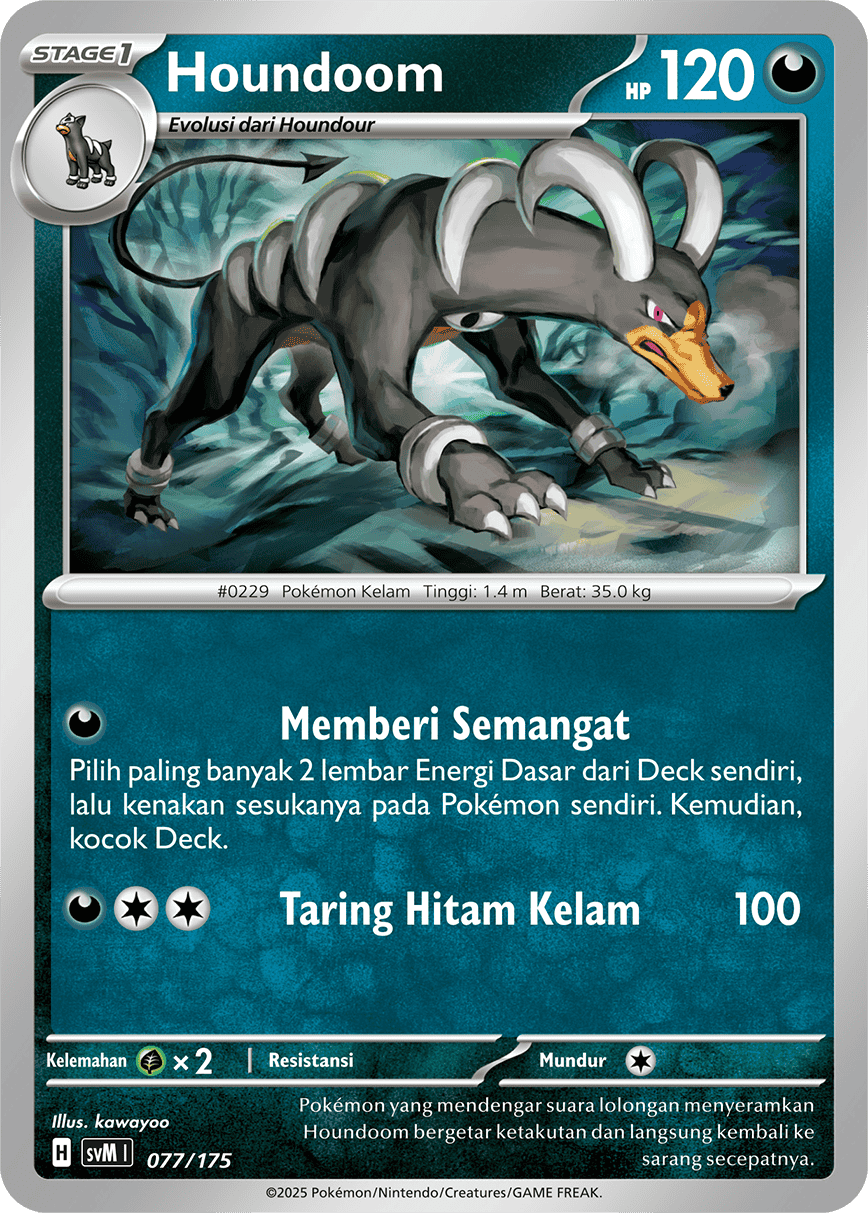 STAGE1
Houndoom
HP 120
Evolusi dari Houndour
#0229 Pokémon Kelam Tinggi: 1.4 m Berat: 35.0 kg
Memberi Semangat
Pilih paling banyak 2 lembar Energi Dasar dari Deck sendiri,
lalu kenakan sesukanya pada Pokémon sendiri. Kemudian,
kocok Deck.
Taring Hitam Kelam 100
Kelemahan ×2 | Resistansi Mundur
Illus. kawayoo
H svM I 077/175
Pokémon yang mendengar suara lolongan menyeramkan
Houndoom bergetar ketakutan dan langsung kembali ke
sarang secepatnya.
©2025 Pokémon/Nintendo/Creatures/GAME FREAK.